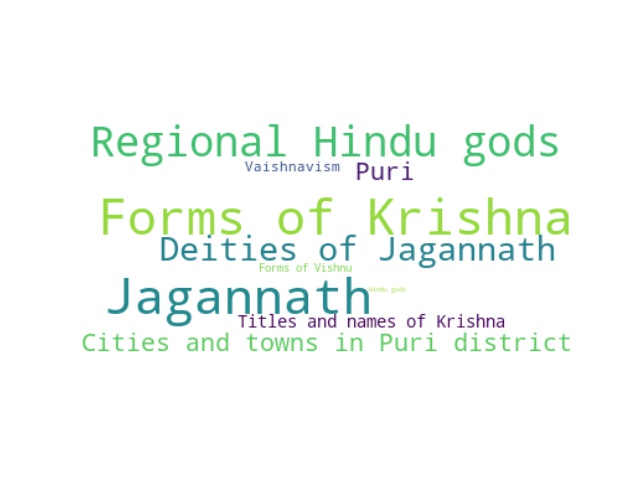 Regional Hindu gods
Vaishnavism
Puri
Forms of Krishna
Deities of Jagannath
Forms of Vishnu
Jagannath
Hindu gods
Titles and names of Krishna
Cities and towns in Puri district